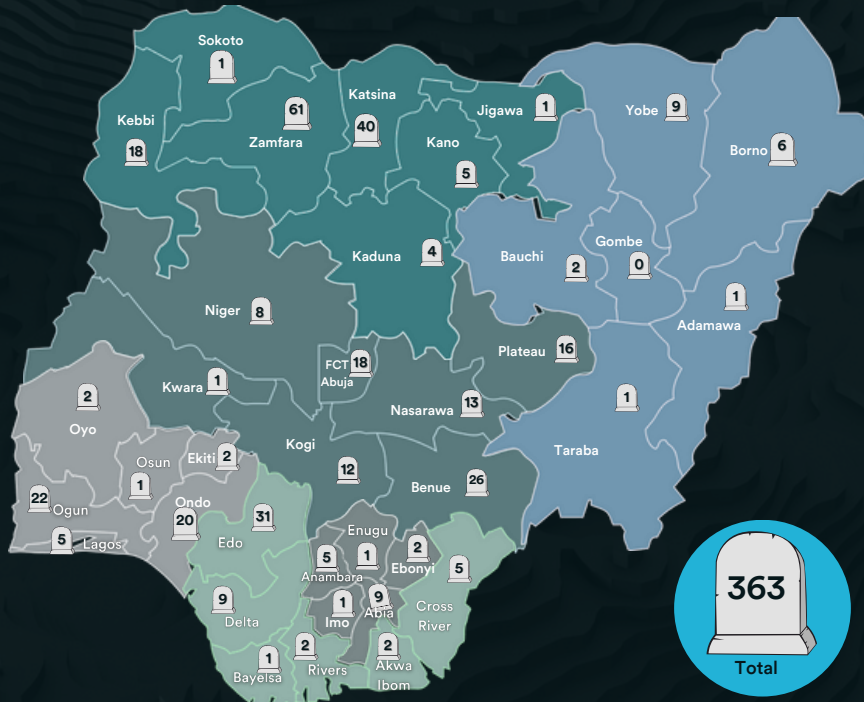 Sokoto
1
Kebbi
18
61
Zamfara
Katsina
40
Kano
5
Jigawa
1
Yobe
9
Borno
6
Kaduna
4
Bauchi
2
Gombe
0
1
Adamawa
Niger
8
Plateau
16
FCT
Abuja
18
Kwara
1
Nasarawa
13
1
Taraba
2
Oyo
Kogi
12
Benue
26
Osun
1
Ekiti
2
22
Ogun
Ondo
20
5
Lagos
31
Edo
Enugu
1
5
Anambara
2
Ebonyi
5
Cross
River
9
Delta
1
Imo
9
Abia
1
Bayelsa
2
Rivers
2
Akwa
Ibom
363
Total